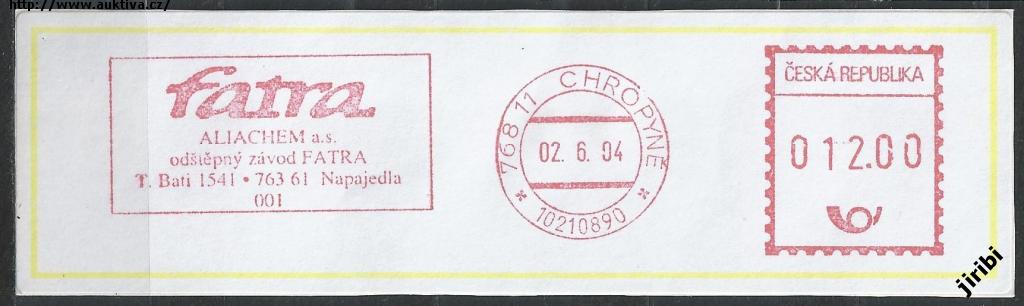 http://www.auktiva.cz/
fatra
ALIACHEM a.s.
odštěpný závod FATRA
T. Bati 1541 • 763 61 Napajedla
001
768 11 CHROPYNĚ
02. 6. 04
10210890
ČESKÁ REPUBLIKA
012.00
jiribi